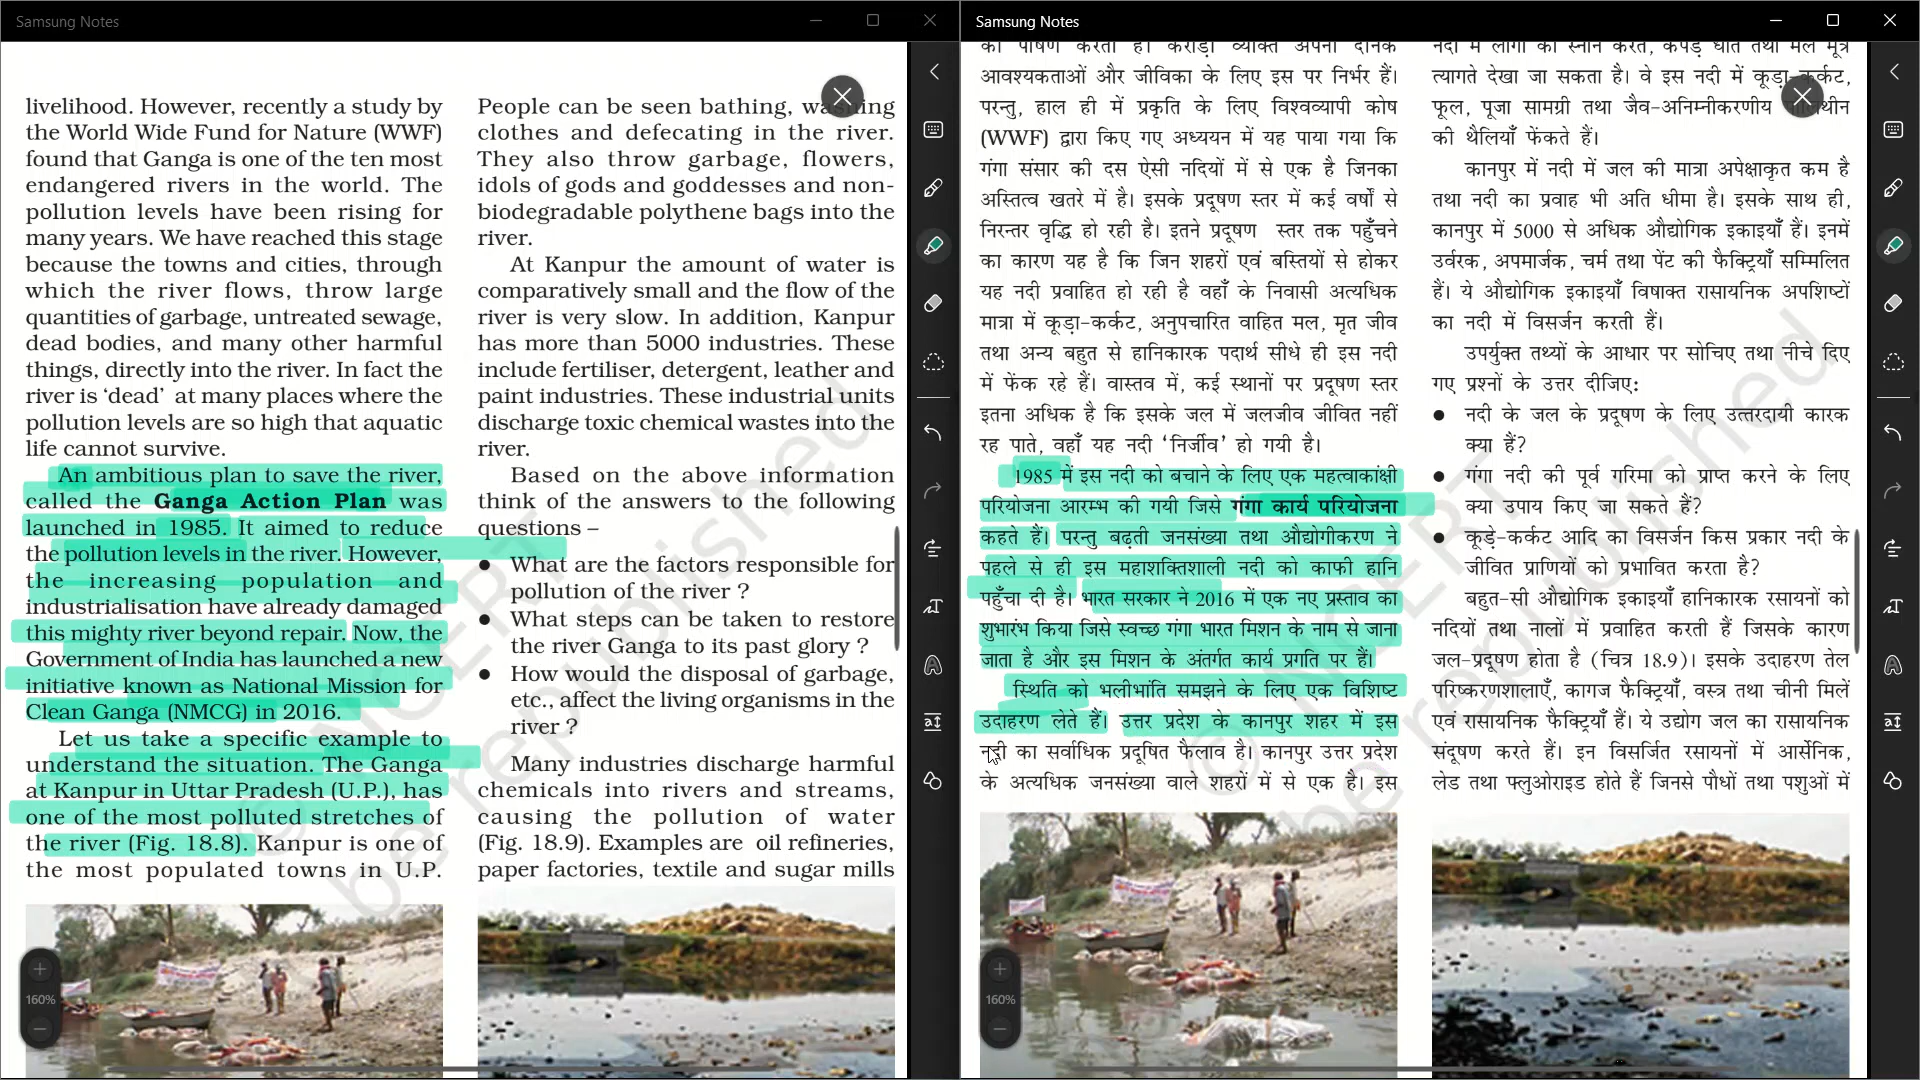 Samsung Notes
livelihood. However, recently a study by
the World Wide Fund for Nature (WWF)
found that Ganga is one of the ten most
endangered rivers in the world. The
pollution levels have been rising for
many years. We have reached this stage
because the towns and cities, through
which the river flows, throw large
quantities of garbage, untreated sewage,
dead bodies, and many other harmful
things, directly into the river. In fact the
river is ‘dead’ at many places where the
pollution levels are so high that aquatic
life cannot survive.
An ambitious plan to save the river,
called the Ganga Action Plan was
launched in 1985. It aimed to reduce
the pollution levels in the river. However,
the increasing population and
industrialisation have already damaged
this mighty river beyond repair. Now, the
Government of India has launched a new
initiative known as National Mission for
Clean Ganga (NMCG) in 2016.
Let us take a specific example to
understand the situation. The Ganga
at Kanpur in Uttar Pradesh (U.P.), has
one of the most polluted stretches of
the river (Fig. 18.8). Kanpur is one of
the most populated towns in U.P.
160%
People can be seen bathing, washing
clothes and defecating in the river.
They also throw garbage, flowers,
idols of gods and goddesses and non-
biodegradable polythene bags into the
river.
At Kanpur the amount of water is
comparatively small and the flow of the
river is very slow. In addition, Kanpur
has more than 5000 industries. These
include fertiliser, detergent, leather and
paint industries. These industrial units
discharge toxic chemical wastes into the
river.
Based on the above information
think of the answers to the following
questions –
● What are the factors responsible for
pollution of the river ?
● What steps can be taken to restore
the river Ganga to its past glory ?
● How would the disposal of garbage,
etc., affect the living organisms in the
river ?
Many industries discharge harmful
chemicals into rivers and streams,
causing the pollution of water
(Fig. 18.9). Examples are oil refineries,
paper factories, textile and sugar mills
© NCERT
be republished
Samsung Notes
का पोषण करती है। करोड़ों व्यक्ति अपनी दैनिक
आवश्यकताओं और जीविका के लिए इस पर निर्भर हैं।
परन्तु, हाल ही में प्रकृति के लिए विश्वव्यापी कोष
(WWF) द्वारा किए गए अध्ययन में यह पाया गया कि
गंगा संसार की दस ऐसी नदियों में से एक है जिनका
अस्तित्व खतरे में है। इसके प्रदूषण स्तर में कई वर्षों से
निरन्तर वृद्धि हो रही है। इतने प्रदूषण स्तर तक पहुँचने
का कारण यह है कि जिन शहरों एवं बस्तियों से होकर
यह नदी प्रवाहित हो रही है वहाँ के निवासी अत्यधिक
मात्रा में कूड़ा-कर्कट, अनुपचारित वाहित मल, मृत जीव
तथा अन्य बहुत से हानिकारक पदार्थ सीधे ही इस नदी
में फेंक रहे हैं। वास्तव में, कई स्थानों पर प्रदूषण स्तर
इतना अधिक है कि इसके जल में जलजीव जीवित नहीं
रह पाते, वहाँ यह नदी ‘निर्जीव’ हो गयी है।
1985 में इस नदी को बचाने के लिए एक महत्वाकांक्षी
परियोजना आरम्भ की गयी जिसे गंगा कार्य परियोजना
कहते हैं। परन्तु बढ़ती जनसंख्या तथा औद्योगीकरण ने
पहले से ही इस महाशक्तिशाली नदी को काफी हानि
पहुँचा दी है। भारत सरकार ने 2016 में एक नए प्रस्ताव का
शुभारंभ किया जिसे स्वच्छ गंगा भारत मिशन के नाम से जाना
जाता है और इस मिशन के अंतर्गत कार्य प्रगति पर हैं।
स्थिति को भलीभांति समझने के लिए एक विशिष्ट
उदाहरण लेते हैं। उत्तर प्रदेश के कानपुर शहर में इस
नदी का सर्वाधिक प्रदूषित फैलाव है। कानपुर उत्तर प्रदेश
के अत्यधिक जनसंख्या वाले शहरों में से एक है। इस
160%
नदी में लोगों को स्नान करते, कपड़े धोते तथा मल मूत्र
त्यागते देखा जा सकता है। वे इस नदी में कूड़ा-कर्कट,
फूल, पूजा सामग्री तथा जैव-अनिम्नीकरणीय
की थैलियाँ फेंकते हैं।
कानपुर में नदी में जल की मात्रा अपेक्षाकृत कम है
तथा नदी का प्रवाह भी अति धीमा है। इसके साथ ही,
कानपुर में 5000 से अधिक औद्योगिक इकाइयाँ हैं। इनमें
उर्वरक, अपमार्जक, चर्म तथा पेंट की फैक्ट्रियाँ सम्मिलित
हैं। ये औद्योगिक इकाइयाँ विषाक्त रासायनिक अपशिष्टों
का नदी में विसर्जन करती हैं।
उपर्युक्त तथ्यों के आधार पर सोचिए तथा नीचे दिए
गए प्रश्नों के उत्तर दीजिए:
● नदी के जल के प्रदूषण के लिए उत्तरदायी कारक
क्या हैं?
● गंगा नदी की पूर्व गरिमा को प्राप्त करने के लिए
क्या उपाय किए जा सकते हैं?
● कूड़े-कर्कट आदि का विसर्जन किस प्रकार नदी के
जीवित प्राणियों को प्रभावित करता है?
बहुत-सी औद्योगिक इकाइयाँ हानिकारक रसायनों को
नदियों तथा नालों में प्रवाहित करती हैं जिसके कारण
जल-प्रदूषण होता है (चित्र 18.9)। इसके उदाहरण तेल
परिष्करणशालाएँ, कागज फैक्ट्रियाँ, वस्त्र तथा चीनी मिलें
एवं रासायनिक फैक्ट्रियाँ हैं। ये उद्योग जल का रासायनिक
संदूषण करते हैं। इन विसर्जित रसायनों में आर्सेनिक,
लेड तथा फ्लुओराइड होते हैं जिनसे पौधों तथा पशुओं में
© NCERT
be republished